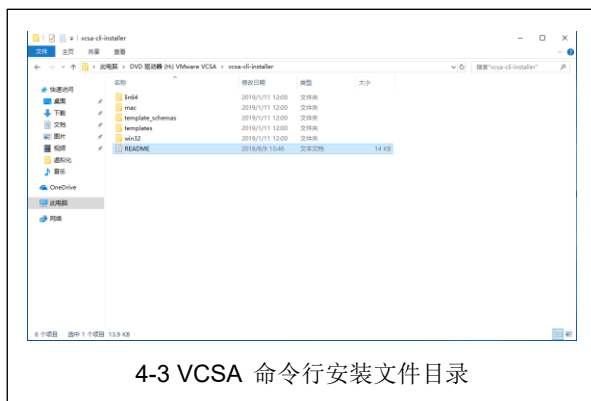 vcsa-cli-installer
文件 主页 共享 查看
此电脑 › DVD 驱动器 (H:) VMware VCSA › vcsa-cli-installer
搜索"vcsa-cli-installer"
名称 修改日期 类型 大小
快速访问
桌面
下载
文档
图片
视频
虚拟化
音乐
OneDrive
此电脑
网络
lin64 2019/1/11 12:00 文件夹
mac 2019/1/11 12:00 文件夹
template_schemas 2019/1/11 12:00 文件夹
templates 2019/1/11 12:00 文件夹
win32 2019/1/11 12:00 文件夹
README 2018/8/9 13:46 文本文档 14 KB
6 个项目 选中 1 个项目 13.9 KB
4-3 VCSA 命令行安装文件目录